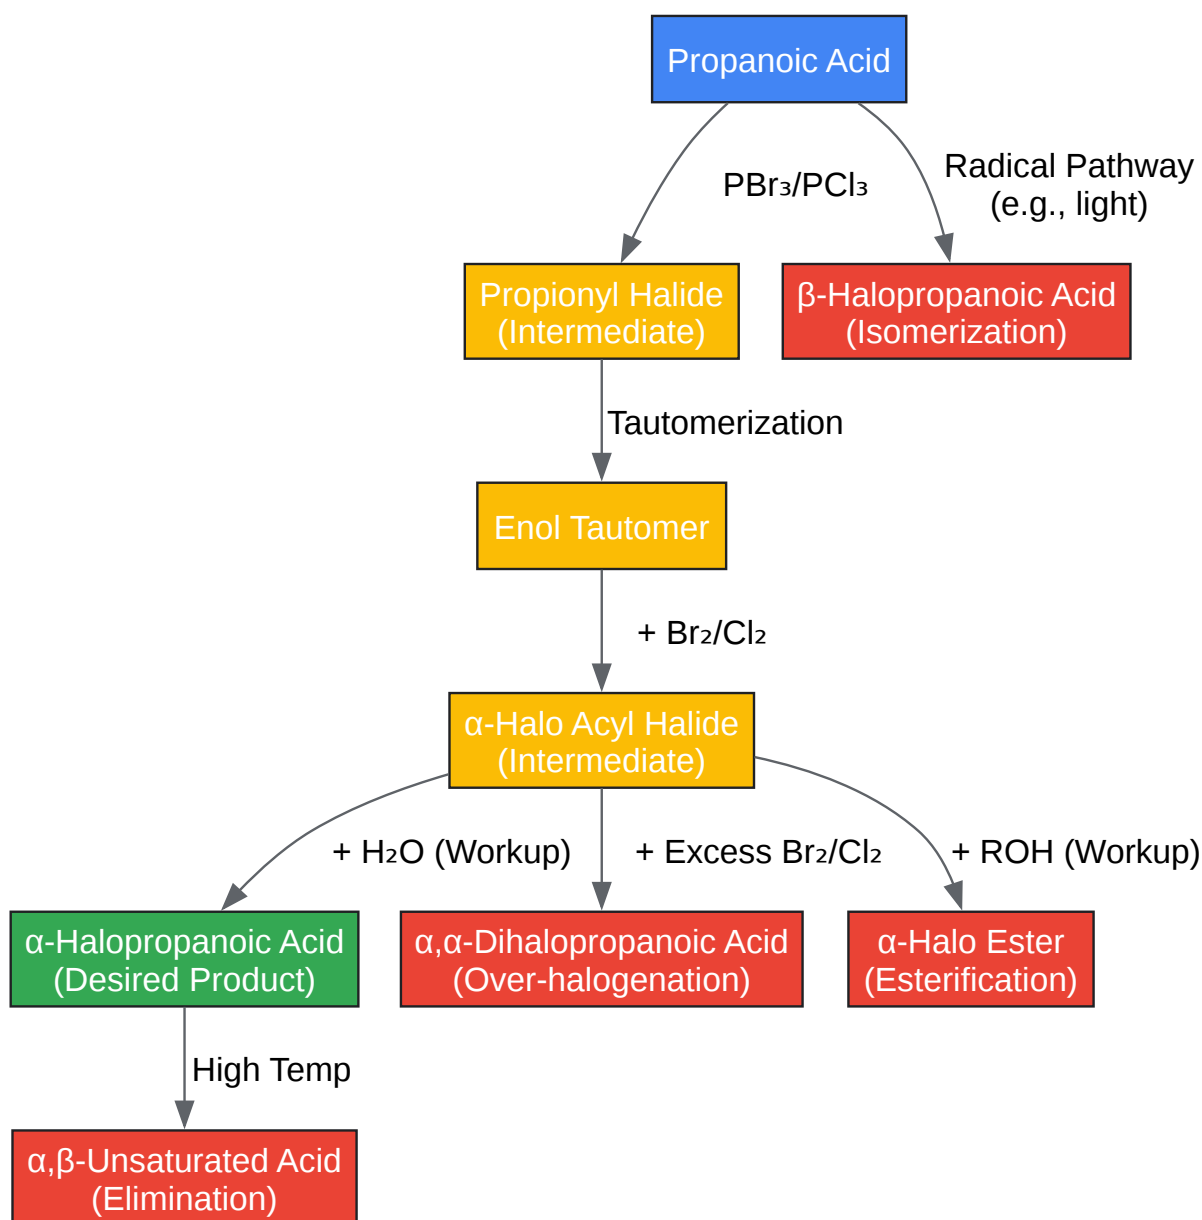 Propanoic Acid
PBr₃/PCl₃
Radical Pathway
(e.g., light)
Propionyl Halide
(Intermediate)
β-Halopropanoic Acid
(Isomerization)
Tautomerization
Enol Tautomer
+ Br₂/Cl₂
α-Halo Acyl Halide
(Intermediate)
+ H₂O (Workup)
+ Excess Br₂/Cl₂
+ ROH (Workup)
α-Halopropanoic Acid
(Desired Product)
α,α-Dihalopropanoic Acid
(Over-halogenation)
α-Halo Ester
(Esterification)
High Temp
α,β-Unsaturated Acid
(Elimination)